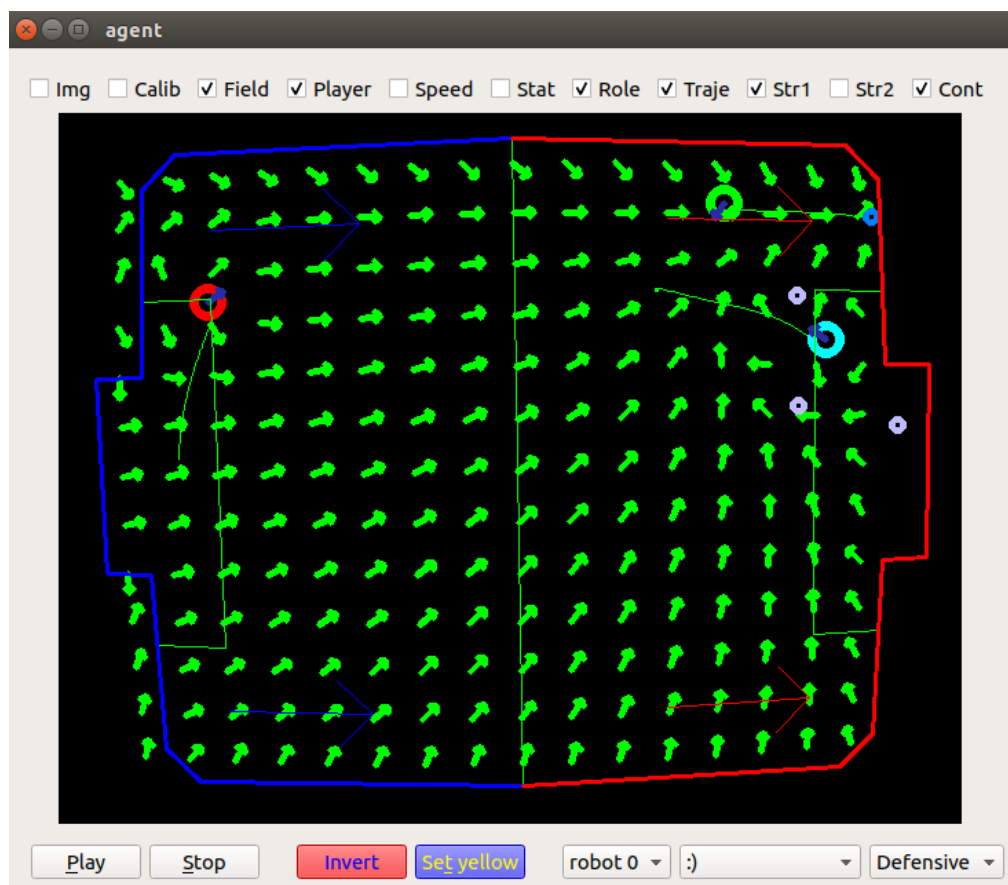 agent
Img Calib Field Player Speed Stat Role Traje Str1 Str2 Cont
Play Stop Invert Set yellow robot 0 :) Defensive